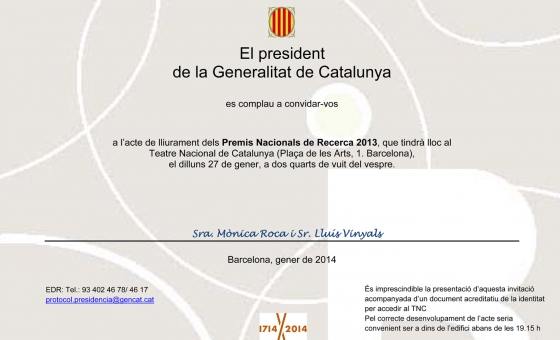 El president
de la Generalitat de Catalunya
es complau a convidar-vos
a l'acte de lliurament dels Premis Nacionals de Recerca 2013, que tindrà lloc al
Teatre Nacional de Catalunya (Plaça de les Arts, 1. Barcelona),
el dilluns 27 de gener, a dos quarts de vuit del vespre.
Sra. Mònica Roca i Sr. Lluís Vinyals
Barcelona, gener de 2014
EDR: Tel.: 93 402 46 78/ 46 17
protocol.presidencia@gencat.cat
És imprescindible la presentació d'aquesta invitació
acompanyada d'un document acreditatiu de la identitat
per accedir al TNC
Pel correcte desenvolupament de l'acte seria
convenient ser a dins de l'edifici abans de les 19.15 h
1714 2014